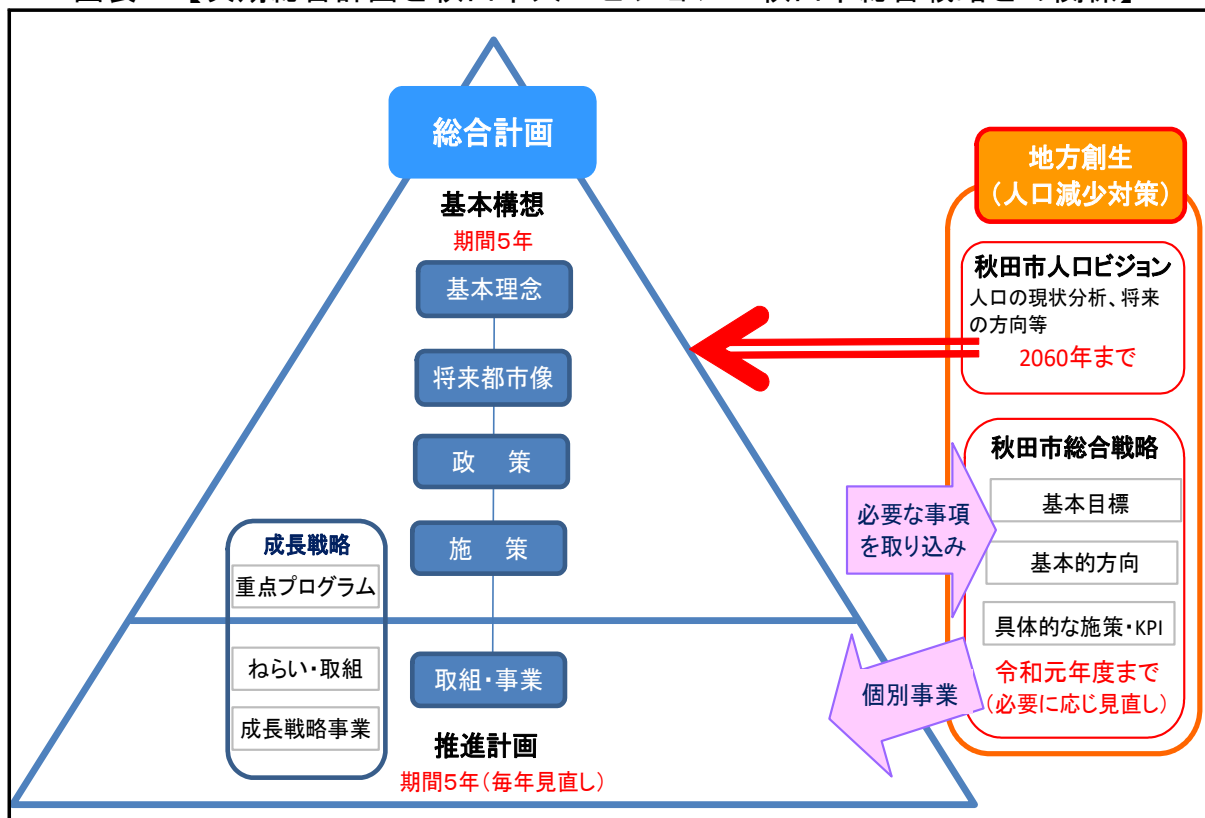 総合計画
基本構想
期間5年
基本理念
将来都市像
政　策
施　策
取組・事業
推進計画
期間5年(毎年見直し)
成長戦略
重点プログラム
ねらい・取組
成長戦略事業
必要な事項
を取り込み
個別事業
地方創生
(人口減少対策)
秋田市人口ビジョン
人口の現状分析、将来
の方向等
2060年まで
秋田市総合戦略
基本目標
基本的方向
具体的な施策・KPI
令和元年度まで
(必要に応じ見直し)